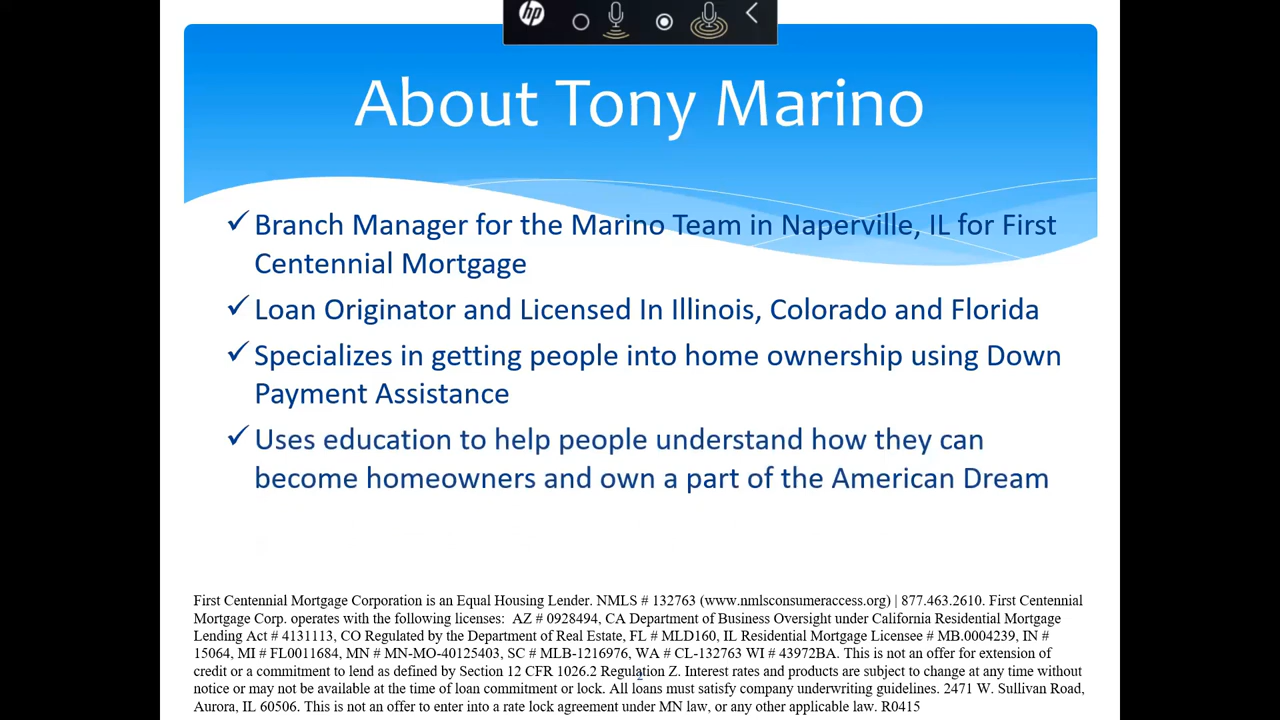 hp
About Tony Marino
✓ Branch Manager for the Marino Team in Naperville, IL for First
Centennial Mortgage
✓ Loan Originator and Licensed In Illinois, Colorado and Florida
✓ Specializes in getting people into home ownership using Down
Payment Assistance
✓ Uses education to help people understand how they can
become homeowners and own a part of the American Dream
First Centennial Mortgage Corporation is an Equal Housing Lender. NMLS # 132763 (www.nmlsconsumeraccess.org) | 877.463.2610. First Centennial
Mortgage Corp. operates with the following licenses: AZ # 0928494, CA Department of Business Oversight under California Residential Mortgage
Lending Act # 4131113, CO Regulated by the Department of Real Estate, FL # MLD160, IL Residential Mortgage Licensee # MB.0004239, IN #
15064, MI # FL0011684, MN # MN-MO-40125403, SC # MLB-1216976, WA # CL-132763 WI # 43972BA. This is not an offer for extension of
credit or a commitment to lend as defined by Section 12 CFR 1026.2 Regulation Z. Interest rates and products are subject to change at any time without
2
notice or may not be available at the time of loan commitment or lock. All loans must satisfy company underwriting guidelines. 2471 W. Sullivan Road,
Aurora, IL 60506. This is not an offer to enter into a rate lock agreement under MN law, or any other applicable law. R0415